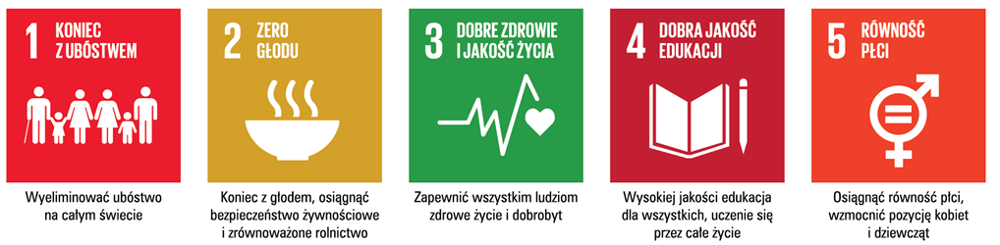 1 KONIEC
Z UBÓSTWEM
Wyeliminować ubóstwo
na całym świecie
2 ZERO
GŁODU
Koniec z głodem, osiągnąć
bezpieczeństwo żywnościowe
i zrównoważone rolnictwo
3 DOBRE ZDROWIE
I JAKOŚĆ ŻYCIA
Zapewnić wszystkim ludziom
zdrowe życie i dobrobyt
4 DOBRA JAKOŚĆ
EDUKACJI
Wysokiej jakości edukacja
dla wszystkich, uczenie się
przez całe życie
5 RÓWNOŚĆ
PŁCI
Osiągnąć równość płci,
wzmocnić pozycję kobiet
i dziewcząt